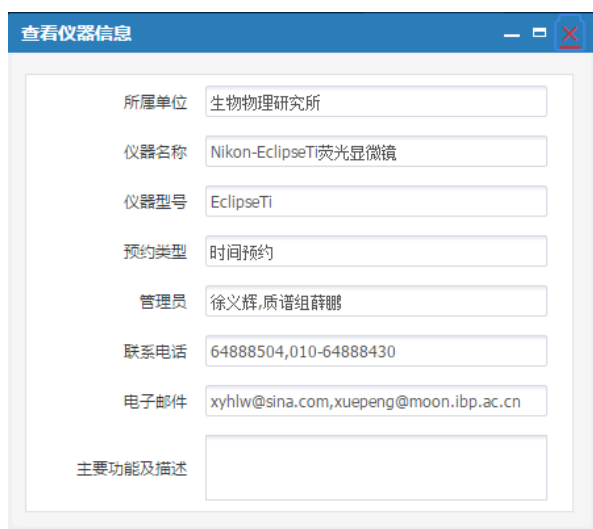 查看仪器信息
所属单位 生物物理研究所
仪器名称 Nikon-EclipseTi荧光显微镜
仪器型号 EclipseTi
预约类型 时间预约
管理员 徐义辉,质谱组薛鹏
联系电话 64888504,010-64888430
电子邮件 xyhlw@sina.com,xuepeng@moon.ibp.ac.cn
主要功能及描述